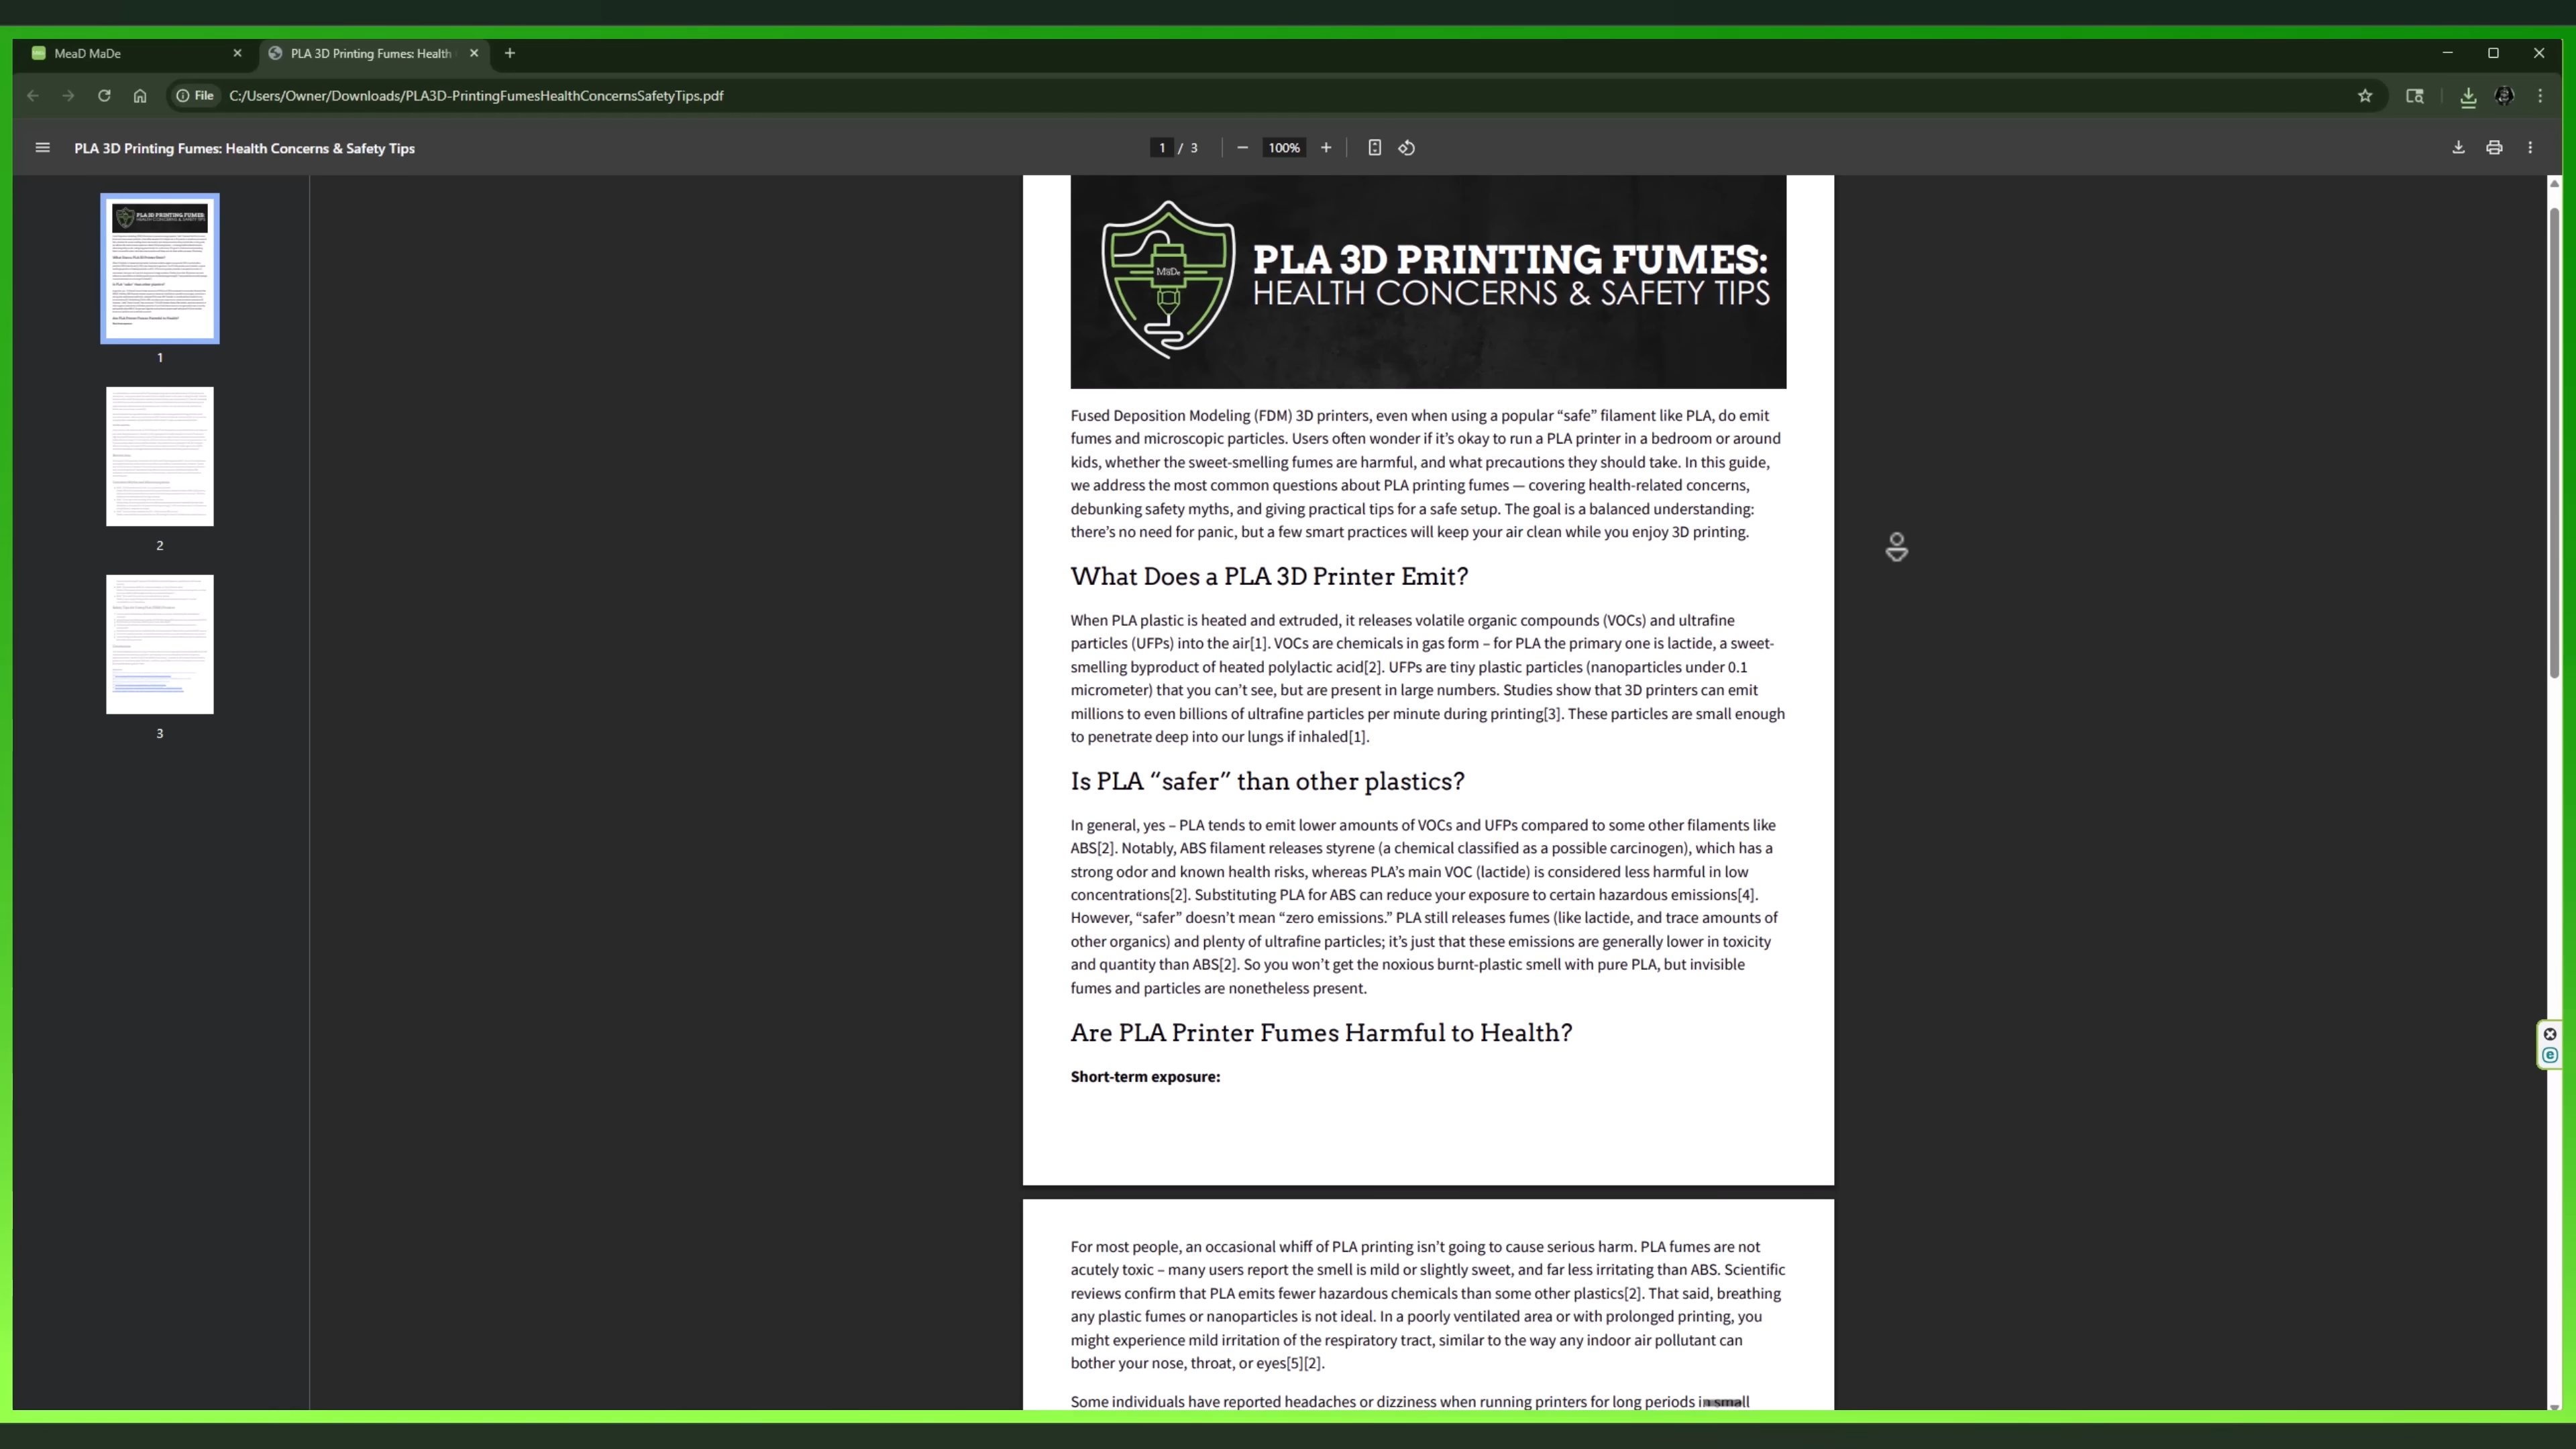 MeaD MaDe
PLA 3D Printing Fumes: Health
File
C:/Users/Owner/Downloads/PLA3D-PrintingFumesHealthConcernsSafetyTips.pdf
PLA 3D Printing Fumes: Health Concerns & Safety Tips
1 / 3
100%
1
2
3
MaDe
PLA 3D PRINTING FUMES:
HEALTH CONCERNS & SAFETY TIPS
Fused Deposition Modeling (FDM) 3D printers, even when using a popular “safe” filament like PLA, do emit
fumes and microscopic particles. Users often wonder if it’s okay to run a PLA printer in a bedroom or around
kids, whether the sweet-smelling fumes are harmful, and what precautions they should take. In this guide,
we address the most common questions about PLA printing fumes — covering health-related concerns,
debunking safety myths, and giving practical tips for a safe setup. The goal is a balanced understanding:
there’s no need for panic, but a few smart practices will keep your air clean while you enjoy 3D printing.
What Does a PLA 3D Printer Emit?
When PLA plastic is heated and extruded, it releases volatile organic compounds (VOCs) and ultrafine
particles (UFPs) into the air[1]. VOCs are chemicals in gas form – for PLA the primary one is lactide, a sweet-
smelling byproduct of heated polylactic acid[2]. UFPs are tiny plastic particles (nanoparticles under 0.1
micrometer) that you can’t see, but are present in large numbers. Studies show that 3D printers can emit
millions to even billions of ultrafine particles per minute during printing[3]. These particles are small enough
to penetrate deep into our lungs if inhaled[1].
Is PLA “safer” than other plastics?
In general, yes – PLA tends to emit lower amounts of VOCs and UFPs compared to some other filaments like
ABS[2]. Notably, ABS filament releases styrene (a chemical classified as a possible carcinogen), which has a
strong odor and known health risks, whereas PLA’s main VOC (lactide) is considered less harmful in low
concentrations[2]. Substituting PLA for ABS can reduce your exposure to certain hazardous emissions[4].
However, “safer” doesn’t mean “zero emissions.” PLA still releases fumes (like lactide, and trace amounts of
other organics) and plenty of ultrafine particles; it’s just that these emissions are generally lower in toxicity
and quantity than ABS[2]. So you won’t get the noxious burnt-plastic smell with pure PLA, but invisible
fumes and particles are nonetheless present.
Are PLA Printer Fumes Harmful to Health?
Short-term exposure:
For most people, an occasional whiff of PLA printing isn’t going to cause serious harm. PLA fumes are not
acutely toxic – many users report the smell is mild or slightly sweet, and far less irritating than ABS. Scientific
reviews confirm that PLA emits fewer hazardous chemicals than some other plastics[2]. That said, breathing
any plastic fumes or nanoparticles is not ideal. In a poorly ventilated area or with prolonged printing, you
might experience mild irritation of the respiratory tract, similar to the way any indoor air pollutant can
bother your nose, throat, or eyes[5][2].
Some individuals have reported headaches or dizziness when running printers for long periods in small